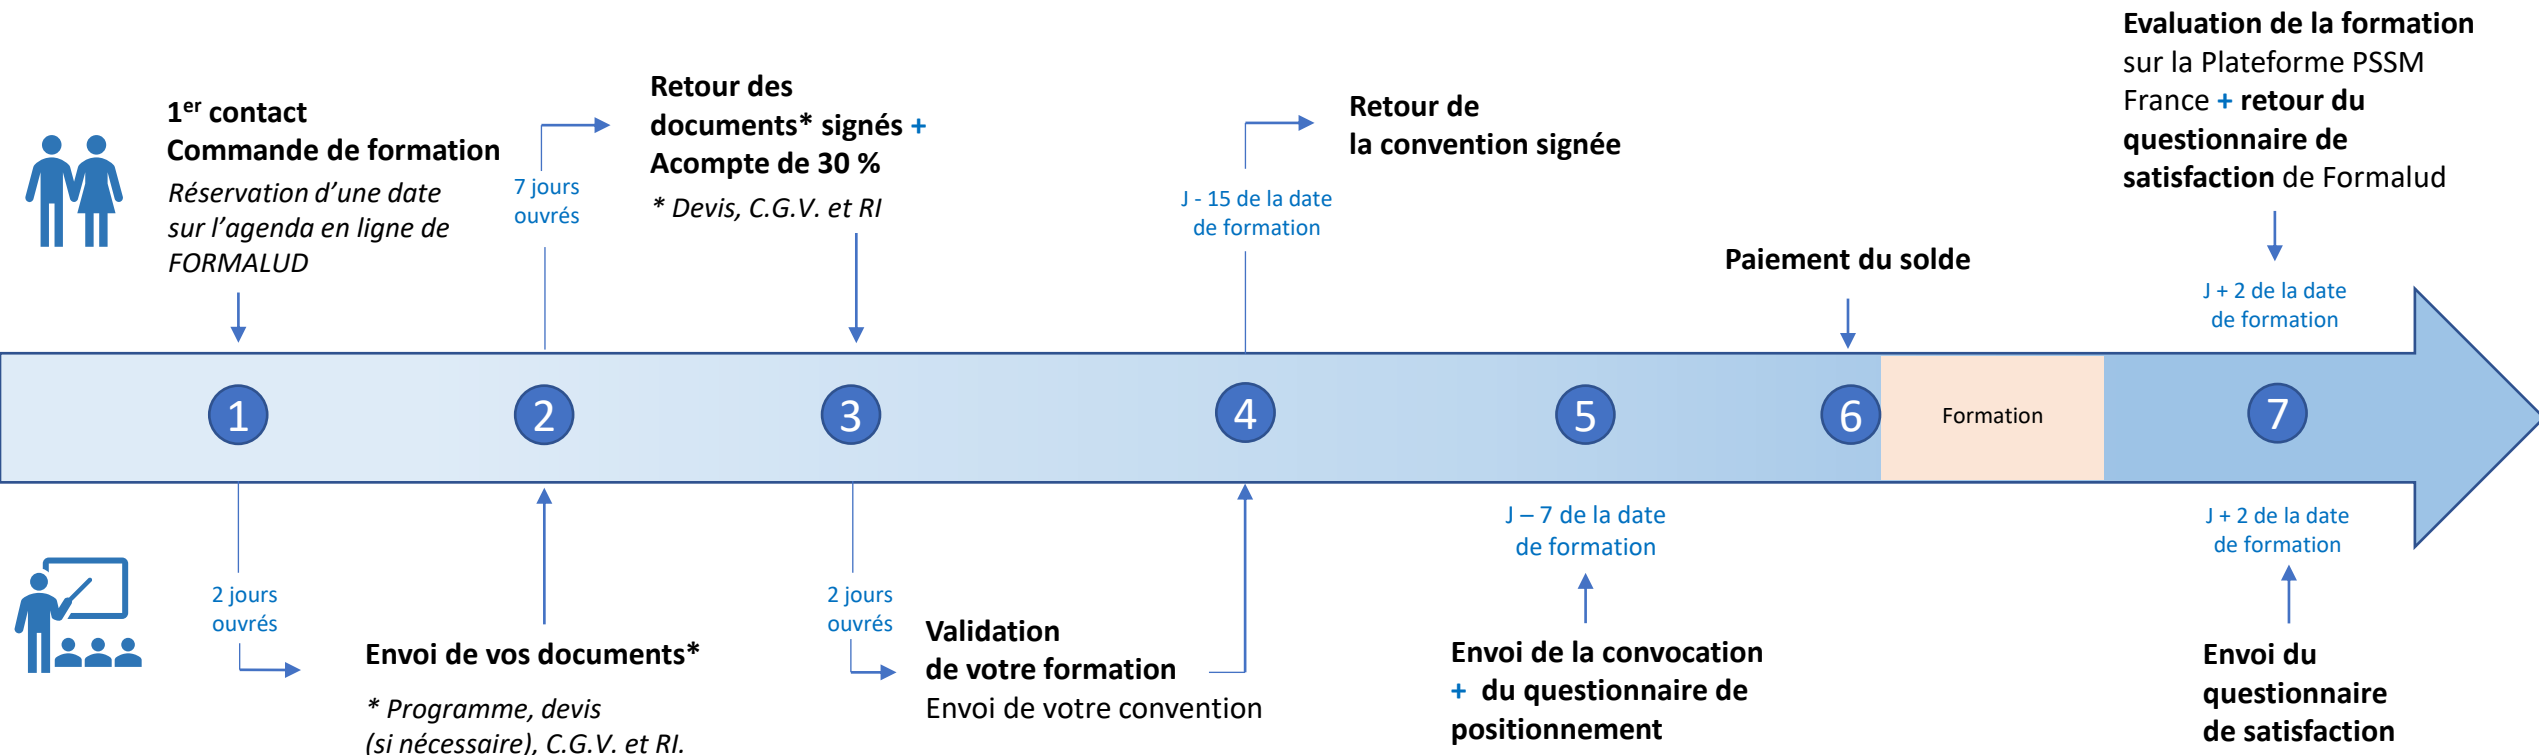 1er contact
Commande de formation
Réservation d’une date
sur l’agenda en ligne de
FORMALUD
7 jours
ouvrés
Retour des
documents* signés +
Acompte de 30 %
* Devis, C.G.V. et RI
J - 15 de la date
de formation
Retour de
la convention signée
Paiement du solde
Evaluation de la formation
sur la Plateforme PSSM
France + retour du
questionnaire de
satisfaction de Formalud
J + 2 de la date
de formation
1
2
3
4
5
6
Formation
7
2 jours
ouvrés
Envoi de vos documents*
* Programme, devis
(si nécessaire), C.G.V. et RI.
2 jours
ouvrés
Validation
de votre formation
Envoi de votre convention
J – 7 de la date
de formation
Envoi de la convocation
+ du questionnaire de
positionnement
J + 2 de la date
de formation
Envoi du
questionnaire
de satisfaction